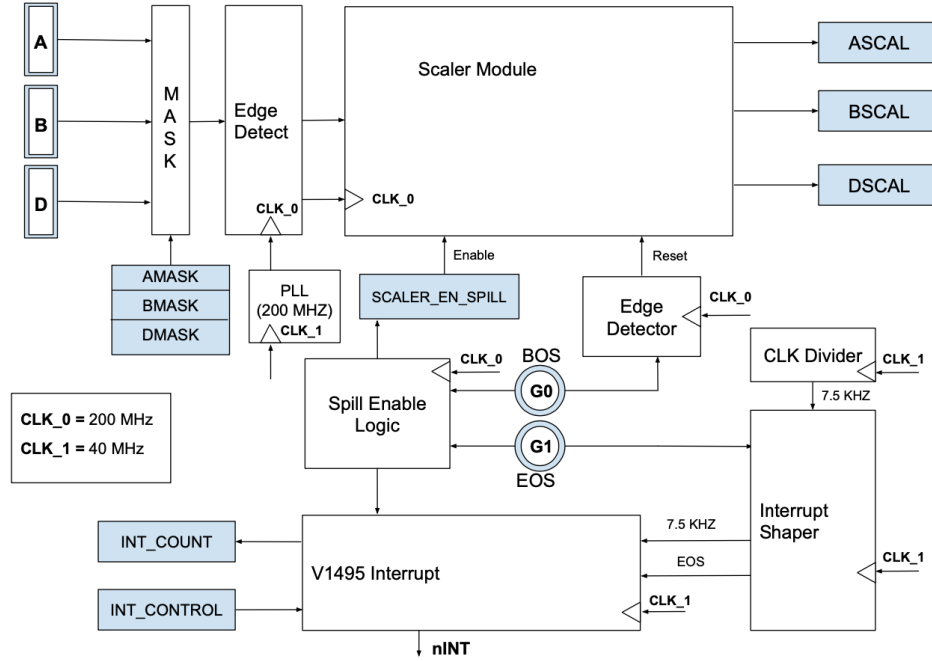 A
B
D
M
A
S
K
Edge
Detect
CLK_0
Scaler Module
CLK_0
ASCAL
BSCAL
DSCAL
AMASK
BMASK
DMASK
PLL
(200 MHZ)
CLK_1
Enable
SCALER_EN_SPILL
Reset
Edge
Detector
CLK_0
CLK_0 = 200 MHz
CLK_1 = 40 MHz
Spill Enable
Logic
CLK_0
BOS
G0
G1
EOS
CLK Divider
CLK_1
7.5 KHZ
Interrupt
Shaper
CLK_1
7.5 KHZ
EOS
INT_COUNT
INT_CONTROL
V1495 Interrupt
CLK_1
nINT